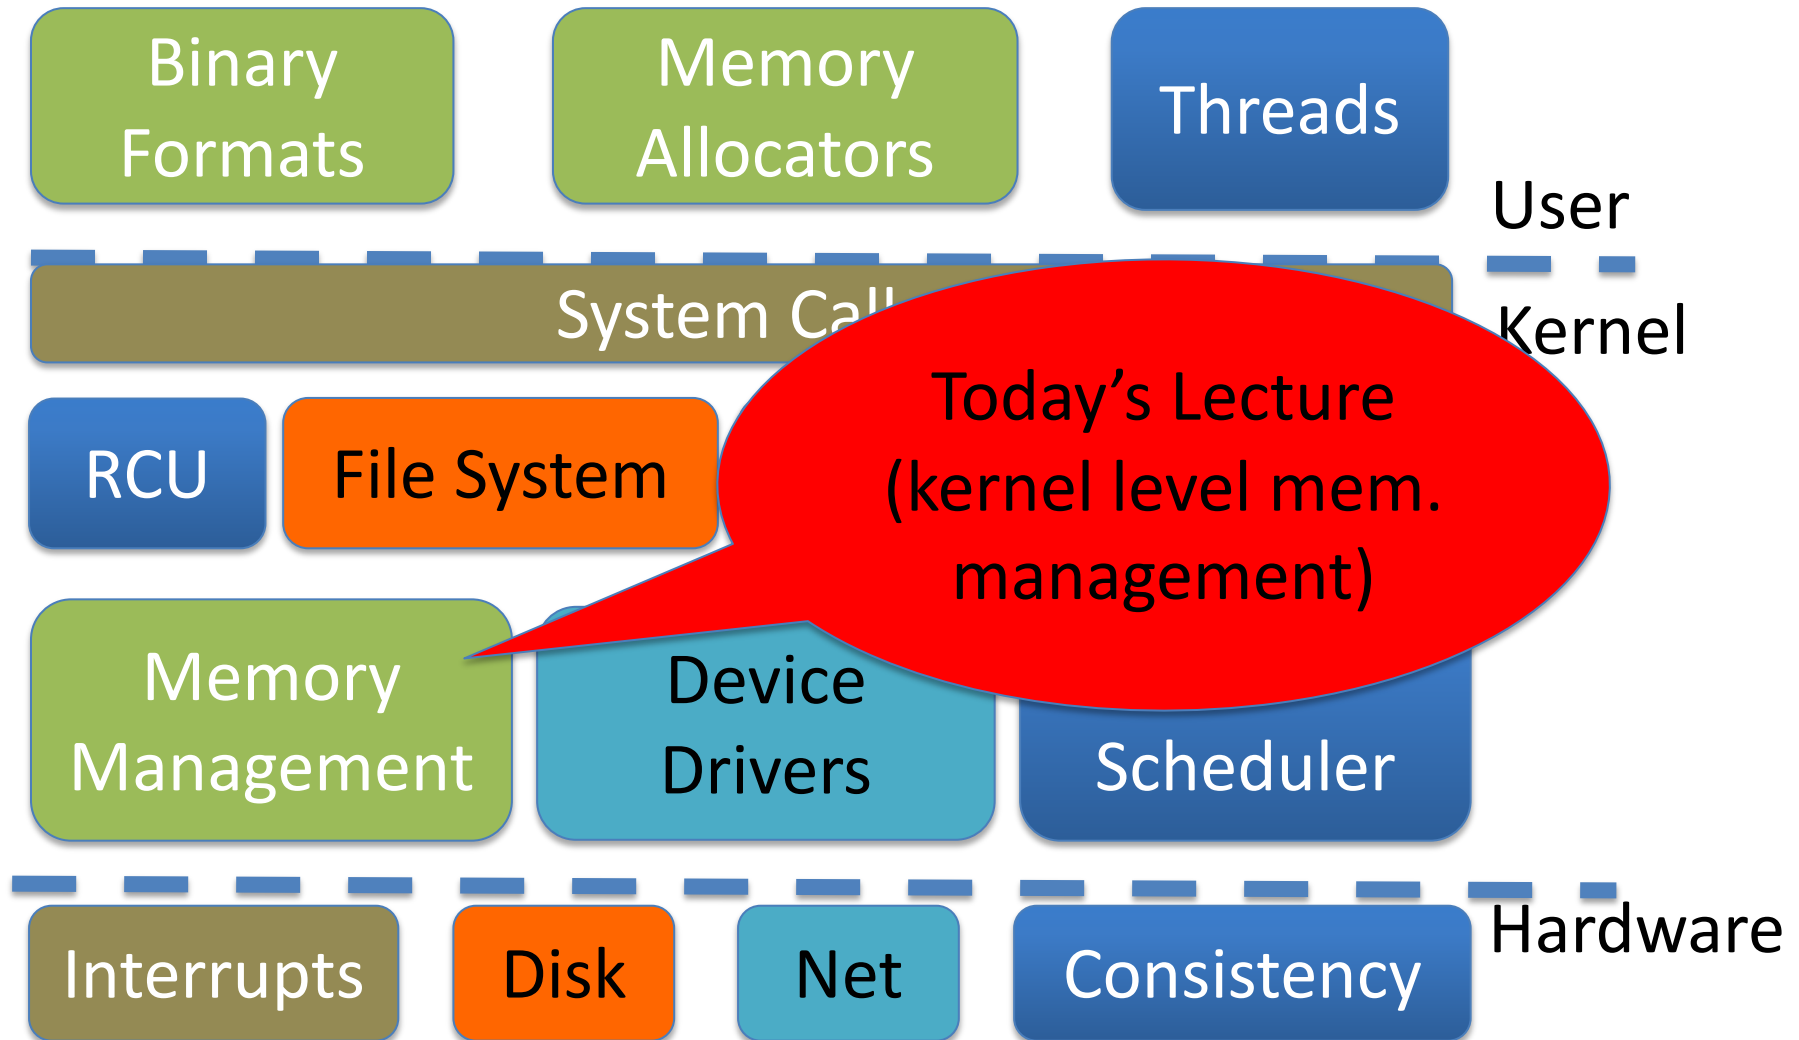 Binary
Formats
Memory
Allocators
Threads
User
System Call
Kernel
RCU
File System
Today's Lecture
(kernel level mem.
management)
Memory
Management
Device
Drivers
Scheduler
Hardware
Interrupts
Disk
Net
Consistency